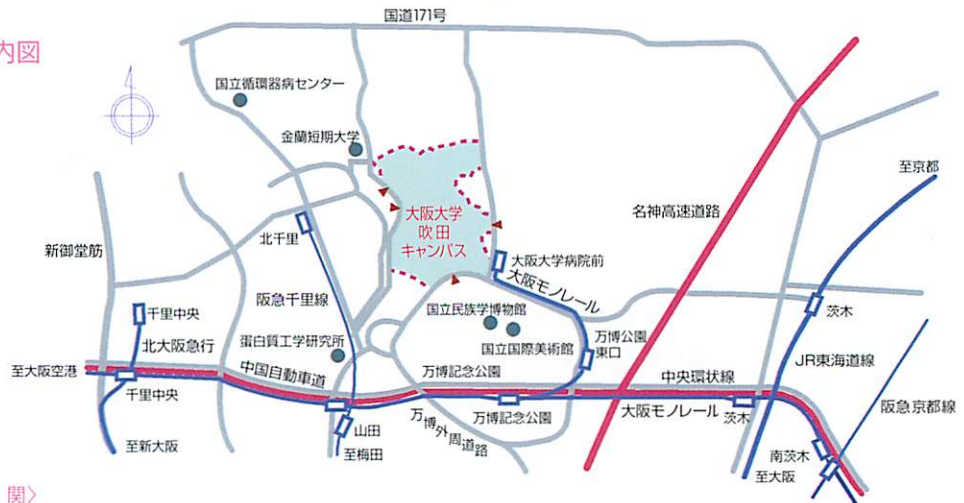 国道171号
内図
国立循環器病センター
金蘭短期大学
至京都
名神高速道路
大阪大学
吹田
キャンパス
新御堂筋
北千里
大阪大学病院前
大阪モノレール
阪急千里線
国立民族学博物館
千里中央
茨木
北大阪急行
蛋白質工学研究所
国立国際美術館
万博公園
東口
JR東海道線
至大阪空港
中国自動車道
万博記念公園
中央環状線
阪急京都線
千里中央
万博記念公園
大阪モノレール
茨木
山田
万博外周道路
至新大阪
至梅田
南茨木
至大阪
関〉